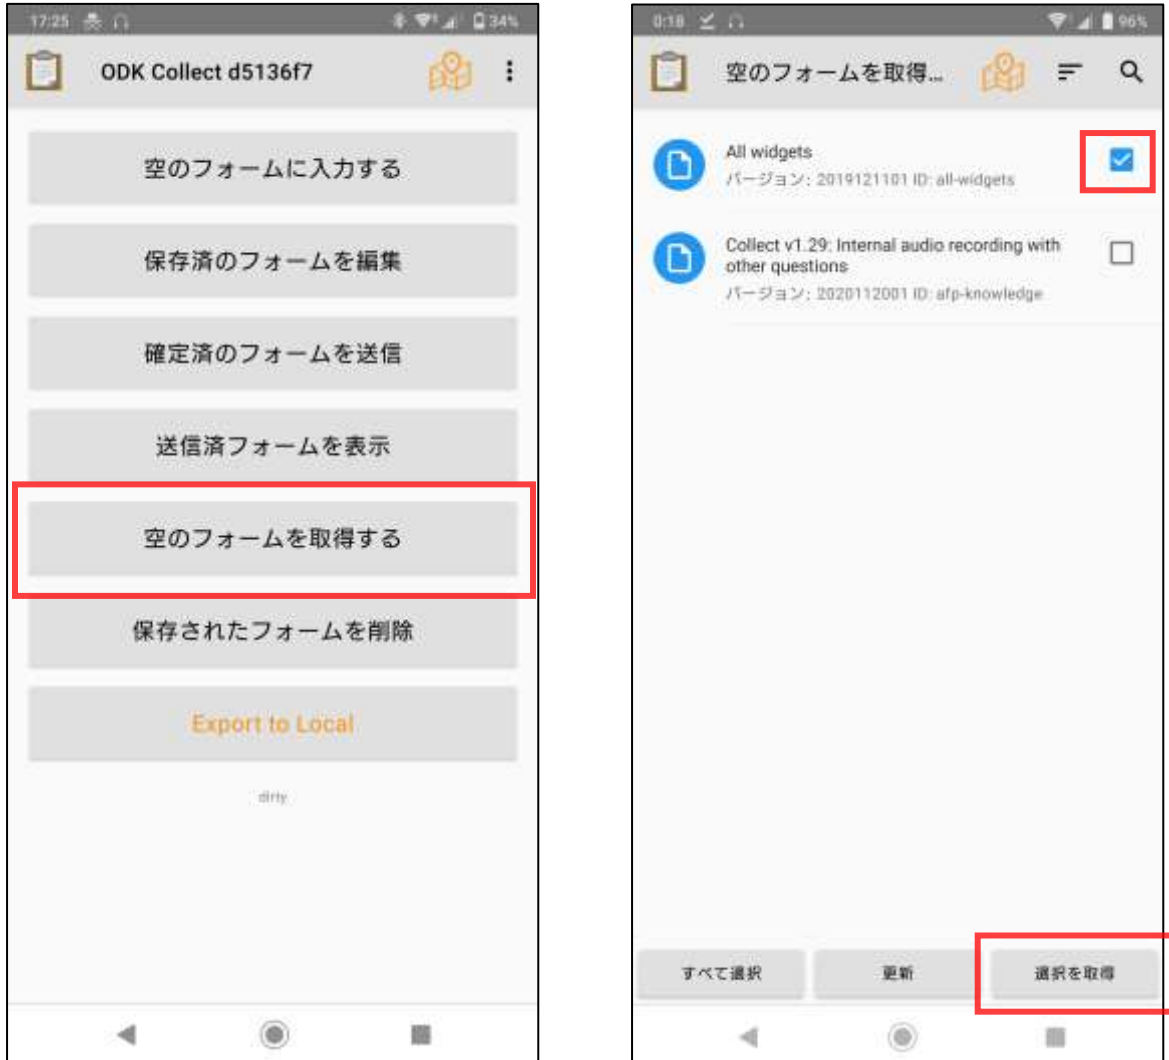 17:25
34%
ODK Collect d5136f7
空のフォームに入力する
保存済のフォームを編集
確定済のフォームを送信
送信済フォームを表示
空のフォームを取得する
保存されたフォームを削除
Export to Local
dirty
0:18
96%
空のフォームを取得...
All widgets
バージョン: 2019121101 ID: all-widgets
Collect v1.29: Internal audio recording with
other questions
バージョン: 2020112001 ID: afp-knowledge
すべて選択
更新
選択を取得